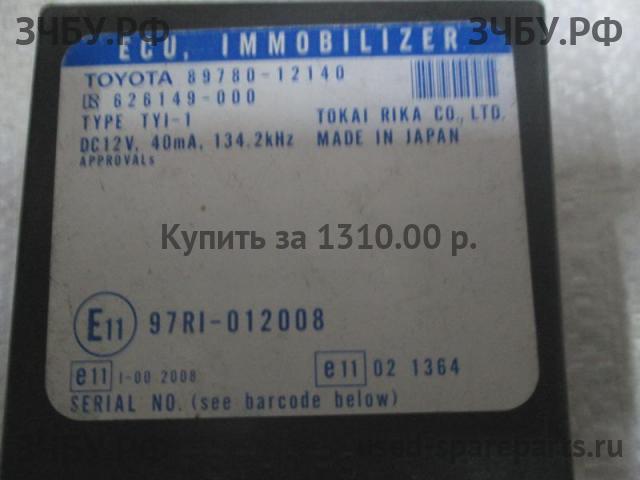 ЗЧБУ.РФ ЗЧБУ.РФ
ECU, IMMOBILIZER
TOYOTA 89780-12140
626149-000
TYPE TYI-1 TOKAI RIKA CO., LTD.
DC12V, 40mA, 134.2kHz MADE IN JAPAN
APPROVALs
Купить за 1310.00 р.
E11 97RI-012008
e11 I-00 2008 e11 02 1364
SERIAL NO. (see barcode below)
ЗЧБУ.РФ
used-spareparts.ru